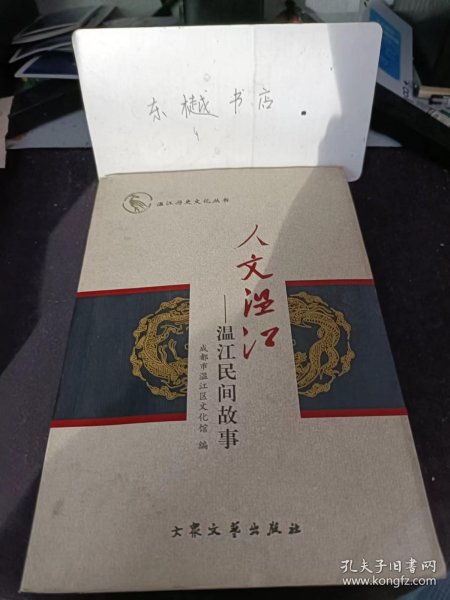 东樾书店
温江历史文化丛书
人文温江
——温江民间故事
成都市温江区文化馆 编
大众文艺出版社
孔夫子旧书网
www.kongfz.com